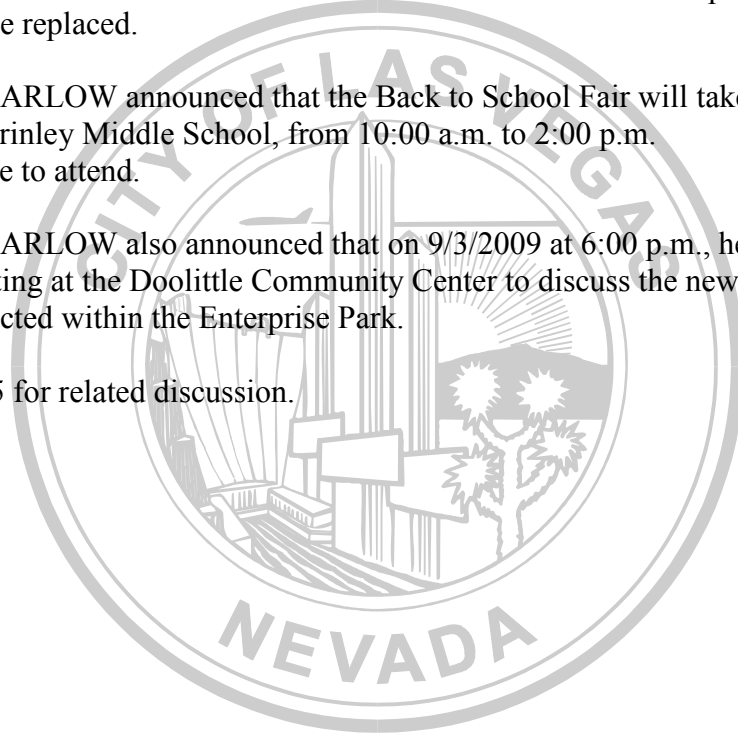 e replaced.
ARLOW announced that the Back to School Fair will take
rinley Middle School, from 10:00 a.m. to 2:00 p.m.
e to attend.
ARLOW also announced that on 9/3/2009 at 6:00 p.m., he
ting at the Doolittle Community Center to discuss the new
cted within the Enterprise Park.
5 for related discussion.
CITY OF LAS VEGAS
NEVADA